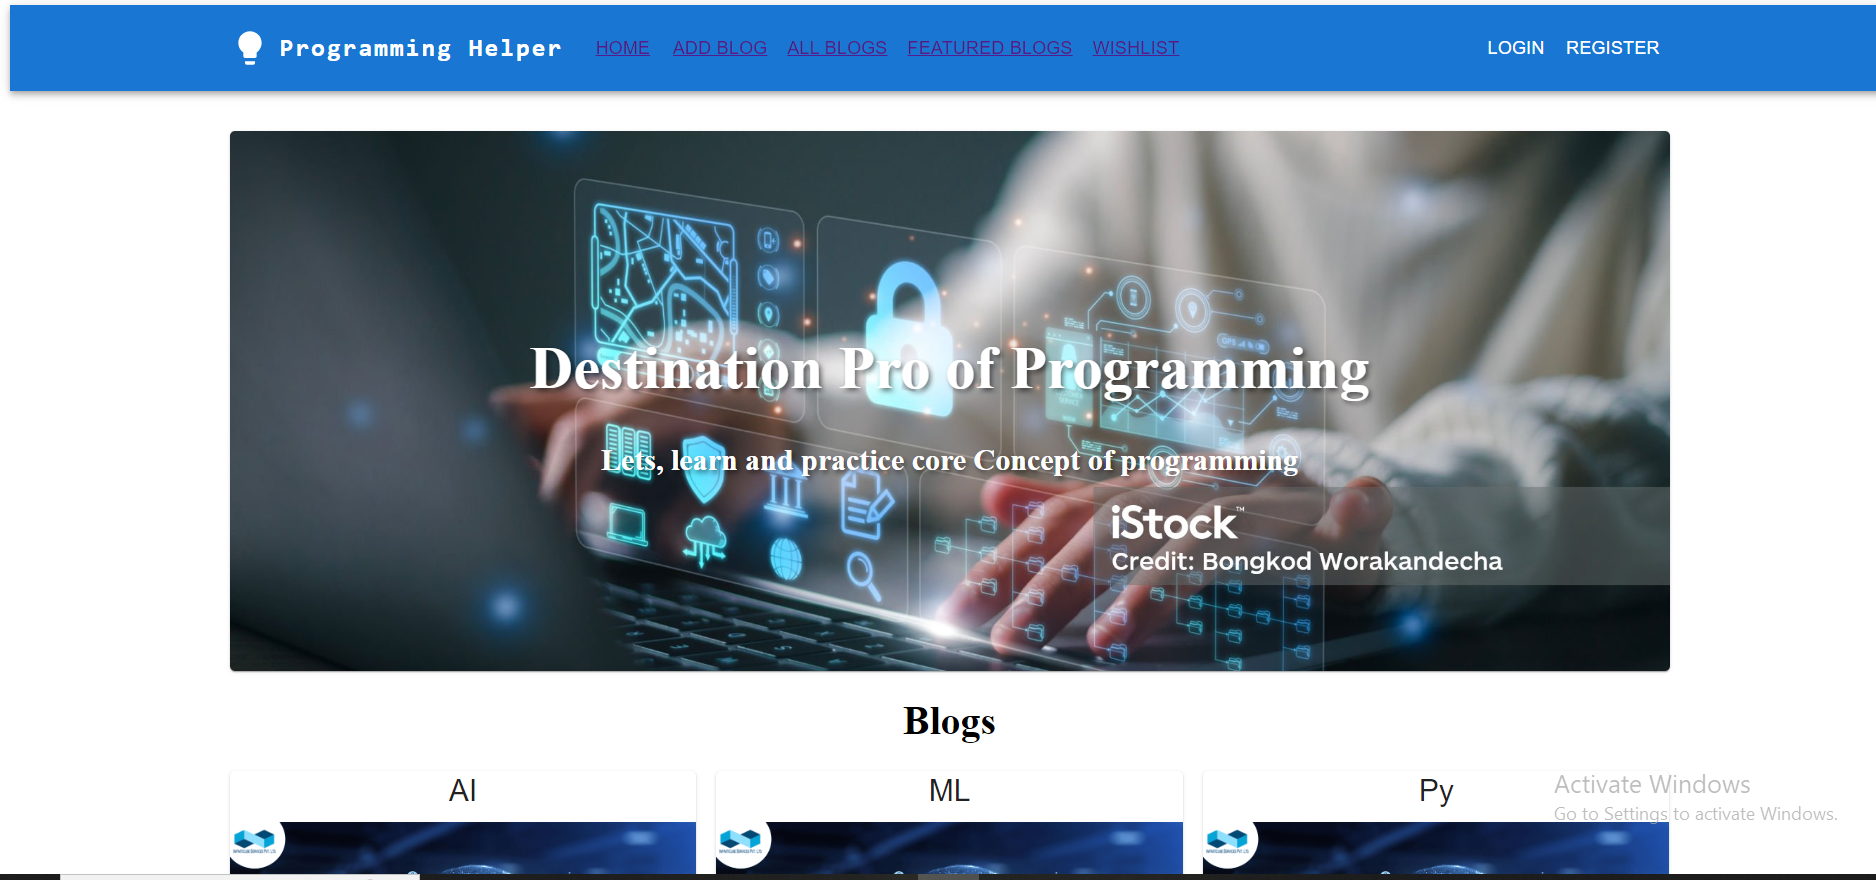 Programming Helper HOME ADD BLOG ALL BLOGS FEATURED BLOGS WISHLIST LOGIN REGISTER
Destination Pro of Programming
Lets, learn and practice core Concept of programming
iStock™
Credit: Bongkod Worakandecha
Blogs
AI ML Py
Activate Windows
Go to Settings to activate Windows.